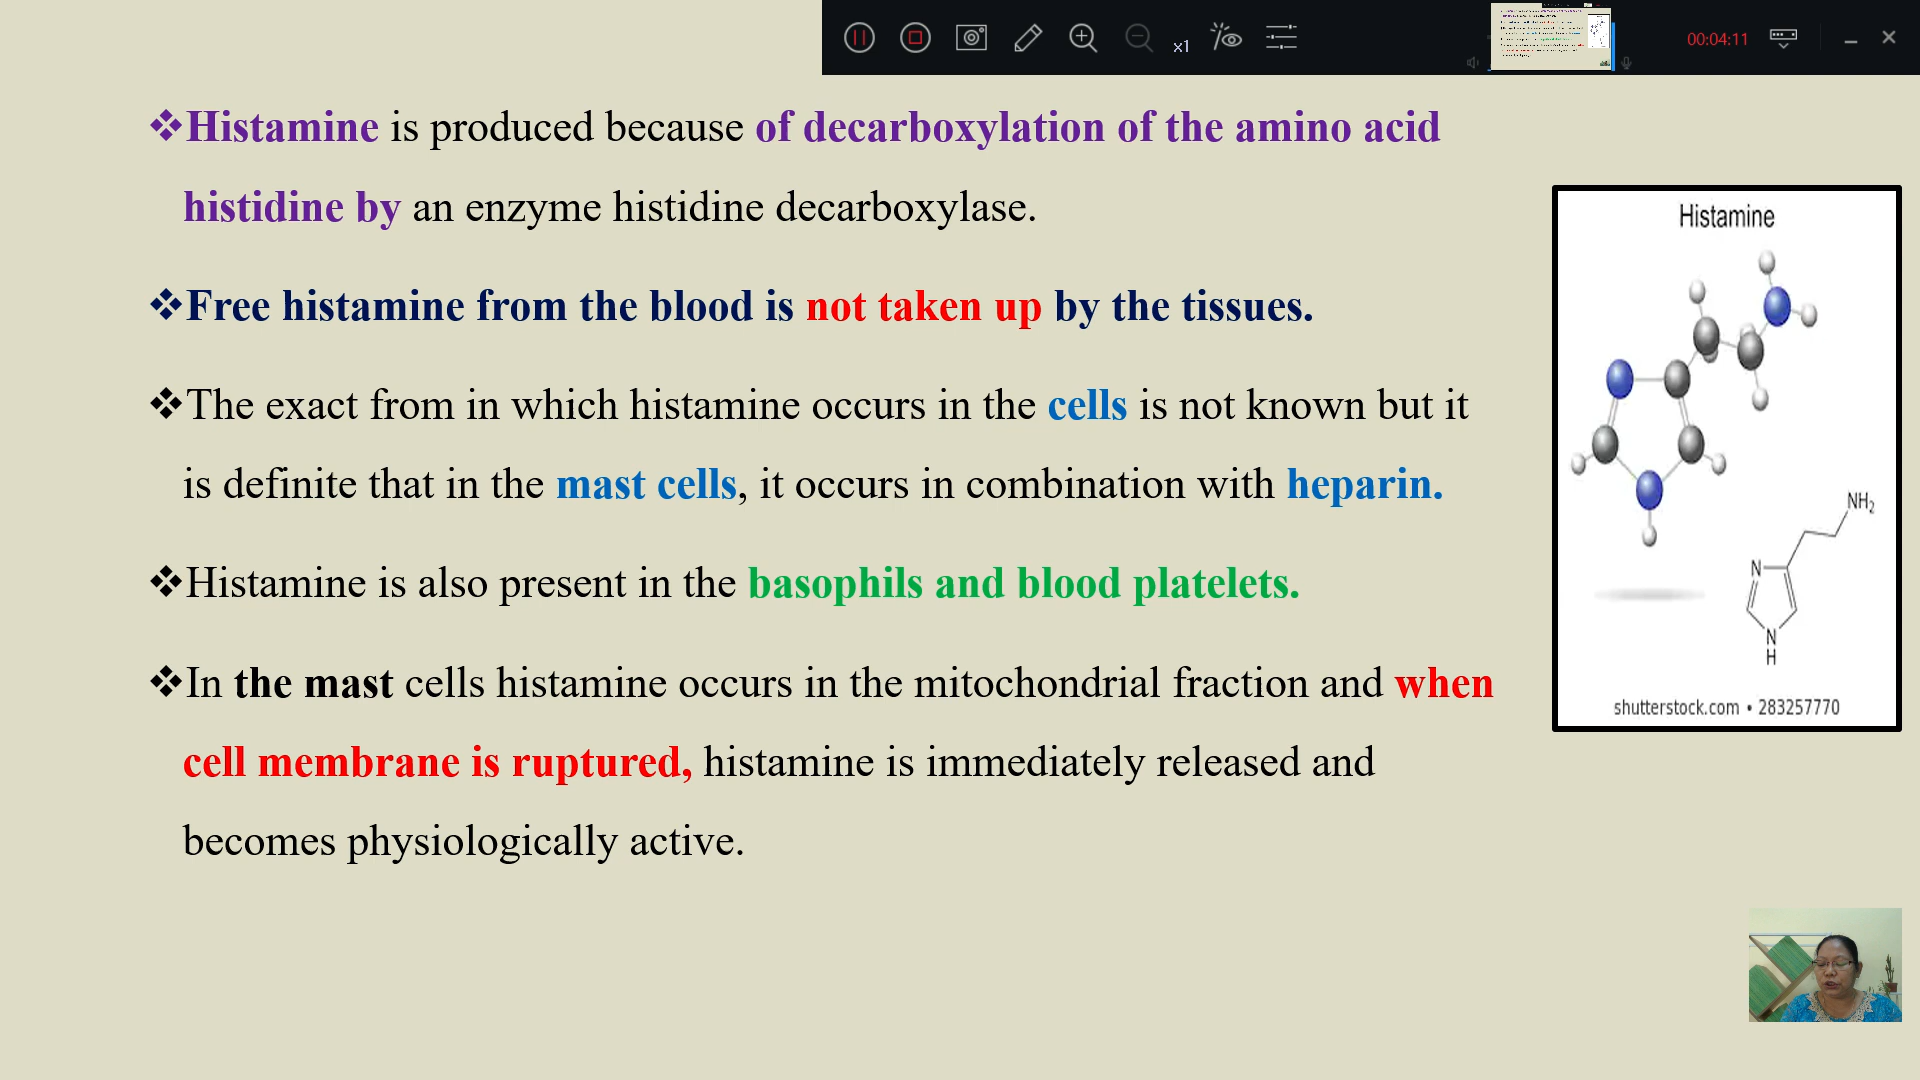 x1
00:04:11
❖Histamine is produced because of decarboxylation of the amino acid
histidine by an enzyme histidine decarboxylase.
❖Free histamine from the blood is not taken up by the tissues.
❖The exact from in which histamine occurs in the cells is not known but it
is definite that in the mast cells, it occurs in combination with heparin.
❖Histamine is also present in the basophils and blood platelets.
❖In the mast cells histamine occurs in the mitochondrial fraction and when
cell membrane is ruptured, histamine is immediately released and
becomes physiologically active.
Histamine
NH2
N
N
H
shutterstock.com • 283257770